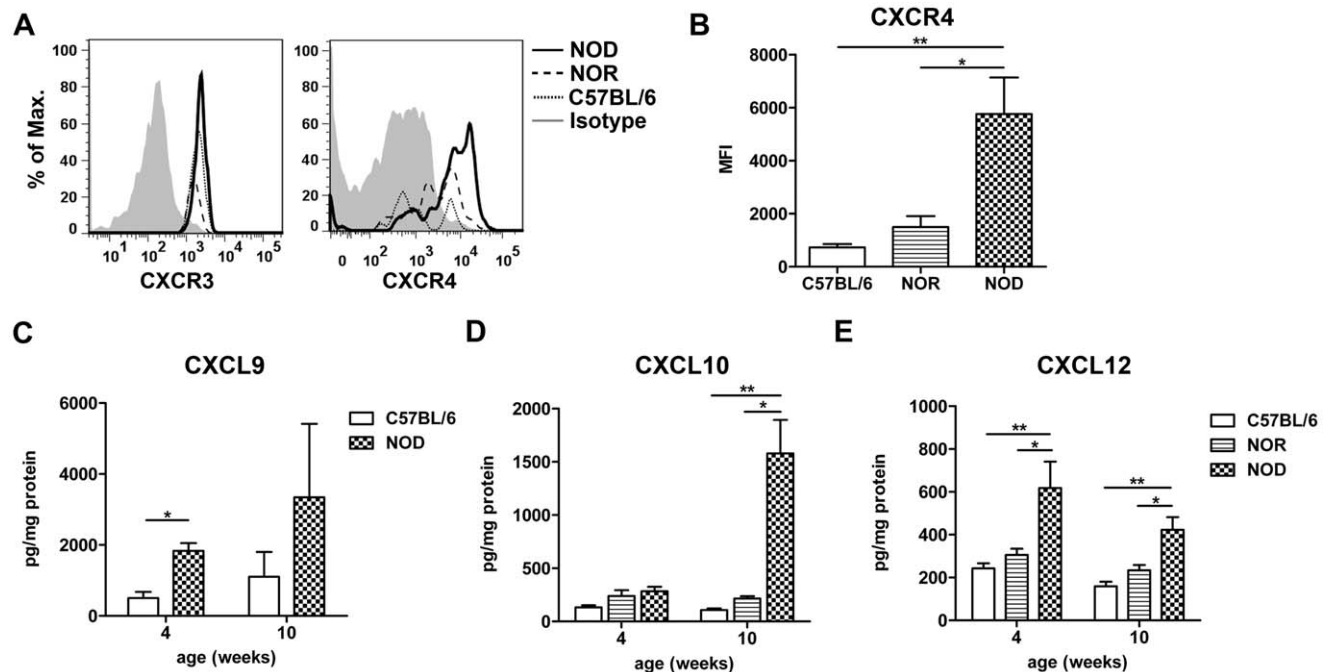 A
% of Max.
100
80
60
40
20
0
10^1 10^2 10^3 10^4 10^5
CXCR3
100
80
60
40
20
0
0 10^2 10^3 10^4 10^5
CXCR4
NOD
NOR
C57BL/6
Isotype
B
CXCR4
MFI
8000
6000
4000
2000
0
**
*
C57BL/6 NOR NOD
C
CXCL9
pg/mg protein
6000
4000
2000
0
*
4 10
age (weeks)
C57BL/6
NOD
D
CXCL10
pg/mg protein
2000
1500
1000
500
0
**
*
4 10
age (weeks)
E
CXCL12
pg/mg protein
1000
800
600
400
200
0
**
*
**
*
4 10
age (weeks)
C57BL/6
NOR
NOD